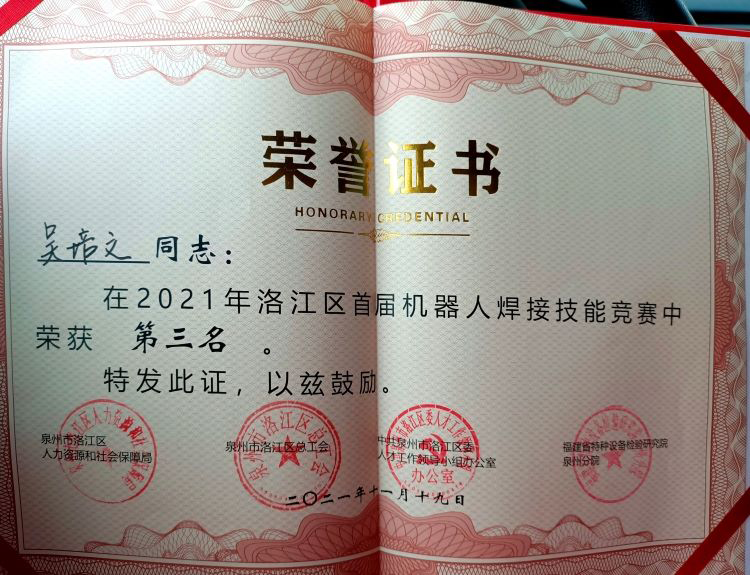 荣誉证书
HONORARY CREDENTIAL
吴培文 同志：
在2021年洛江区首届机器人焊接技能竞赛中
荣获 第三名 。
特发此证，以兹鼓励。
泉州市洛江区
人力资源和社会保障局
泉州市洛江区总工会
中共泉州市洛江区委
人才工作领导小组办公室
福建省特种设备检验研究院
泉州分院
办公室
二〇二一年十一月十九日